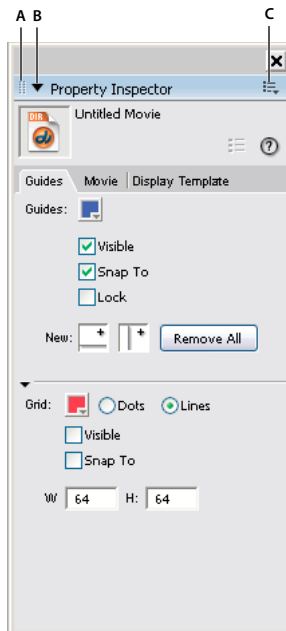 A B C
Property Inspector
DIR
Untitled Movie
Guides Movie Display Template
Guides:
Visible
Snap To
Lock
New: Remove All
Grid: Dots Lines
Visible
Snap To
W 64 H: 64